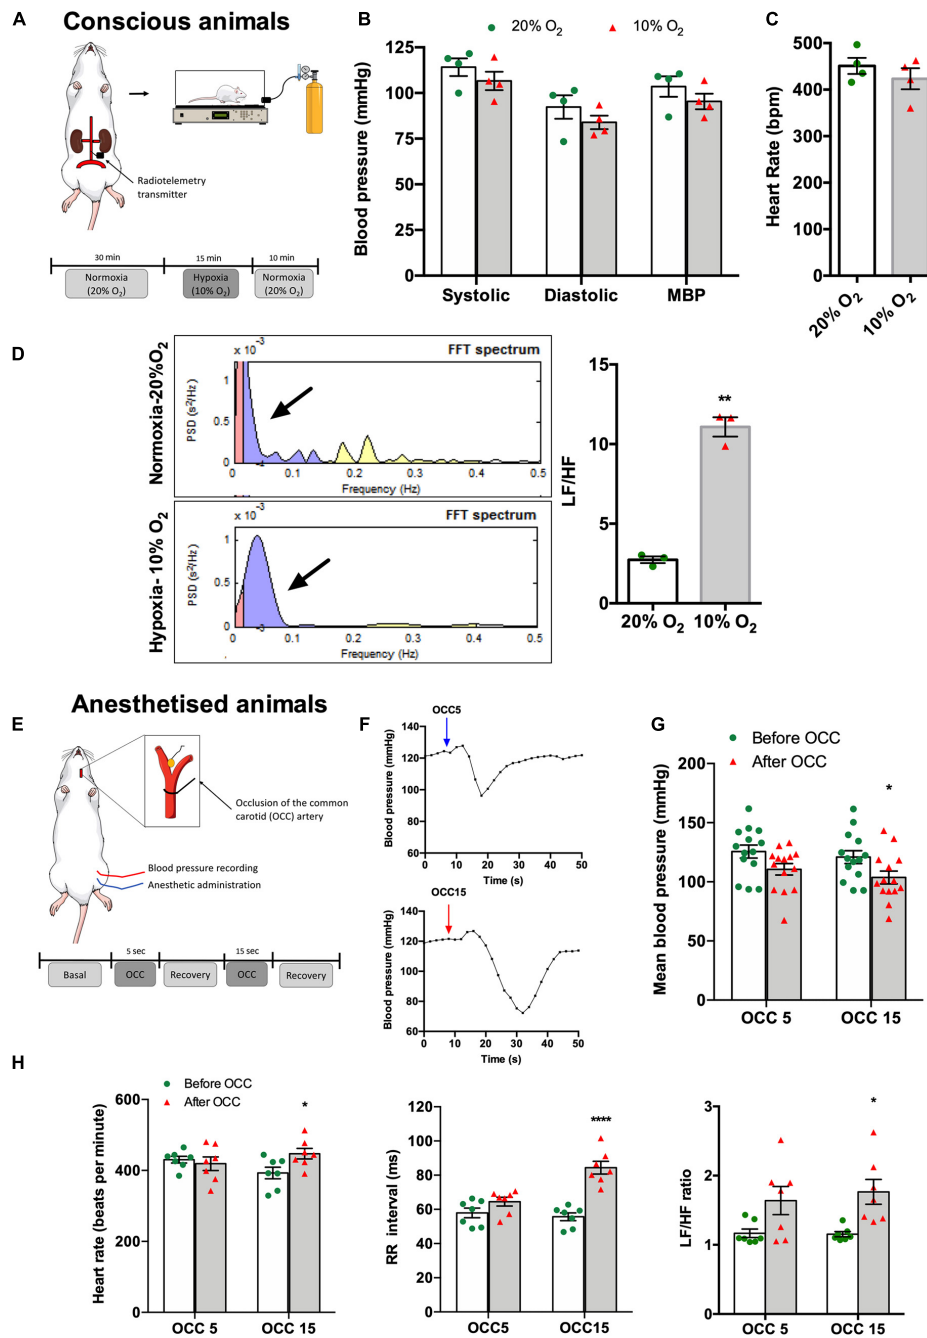 A
Conscious animals
Radiotelemetry
transmitter
30 min
15 min
10 min
Normoxia
(20% O2)
Hypoxia
(10% O2)
Normoxia
(20% O2)
B
20% O2
10% O2
Blood pressure (mmHg)
125
100
75
50
25
0
Systolic
Diastolic
MBP
C
Heart Rate (bpm)
500
400
300
200
100
0
20% O2
10% O2
D
Normoxia-20%O2
x 10-3
FFT spectrum
PSD (s2/Hz)
1
0.5
0
0
0.1
0.2
0.3
0.4
0.5
Frequency (Hz)
Hypoxia- 10% O2
x 10-3
FFT spectrum
PSD (s2/Hz)
1
0.5
0
0
0.1
0.2
0.3
0.4
0.5
Frequency (Hz)
LF/HF
15
10
5
0
**
20% O2
10% O2
Anesthetised animals
E
Occlusion of the common
carotid (OCC) artery
Blood pressure recording
Anesthetic administration
5 sec
15 sec
Basal
OCC
Recovery
OCC
Recovery
F
OCC5
Blood pressure (mmHg)
140
120
100
80
60
0
10
20
30
40
50
Time (s)
OCC15
Blood pressure (mmHg)
140
120
100
80
60
0
10
20
30
40
50
Time (s)
G
Before OCC
After OCC
Mean blood pressure (mmHg)
200
150
100
50
0
*
OCC 5
OCC 15
H
Before OCC
After OCC
Heart rate (beats per minute)
600
400
200
0
*
OCC 5
OCC 15
RR interval (ms)
120
100
80
60
40
20
0
****
OCC5
OCC15
LF/HF ratio
3
2
1
0
*
OCC 5
OCC 15